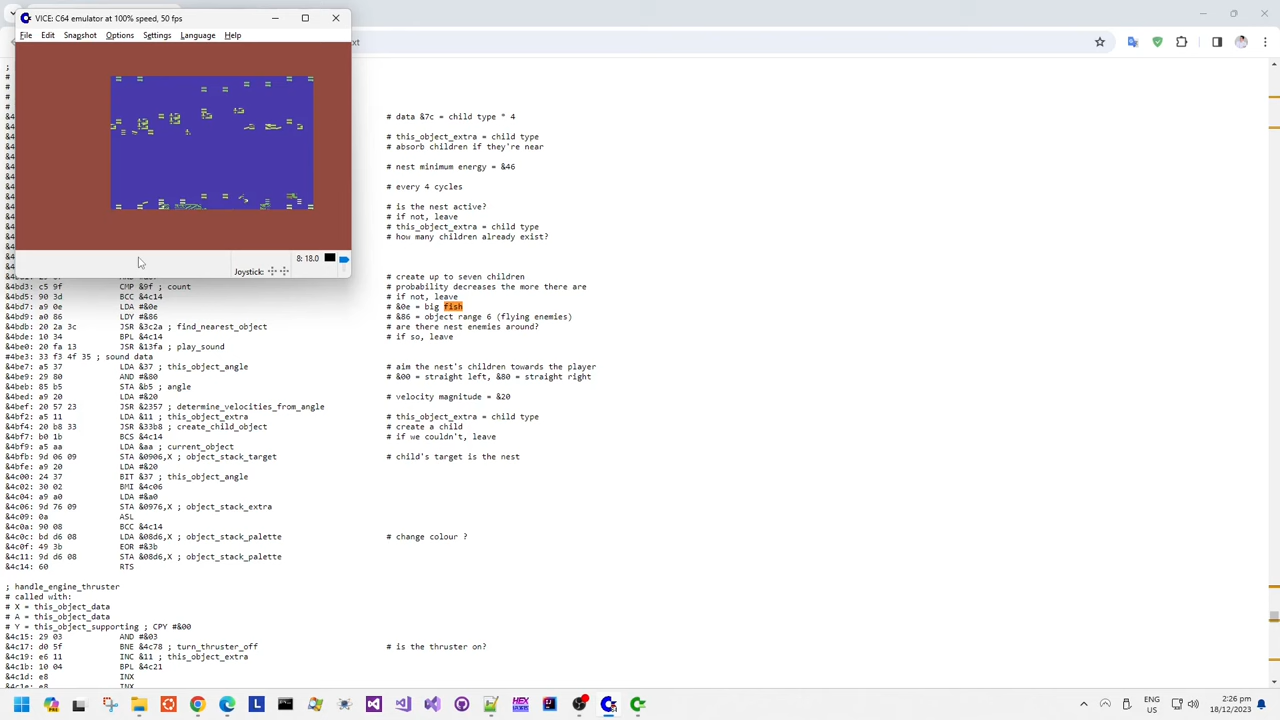 VICE: C64 emulator at 100% speed, 50 fps
File Edit Snapshot Options Settings Language Help
8: 18.0
Joystick:
# data &7c = child type * 4
# this_object_extra = child type
# absorb children if they're near
# nest minimum energy = &46
# every 4 cycles
# is the nest active?
# if not, leave
# this_object_extra = child type
# how many children already exist?
# create up to seven children
&4bd3: c5 9f CMP &9f ; count # probability decreases the more there are
&4bd5: 90 3d BCC &4c14 # if not, leave
&4bd7: a9 0e LDA #&0e # &0e = big fish
&4bd9: a0 86 LDY #&86 # &86 = object range 6 (flying enemies)
&4bdb: 20 2a 3c JSR &3c2a ; find_nearest_object # are there nest enemies around?
&4bde: 10 34 BPL &4c14 # if so, leave
&4be0: 20 fa 13 JSR &13fa ; play_sound
#4be3: 33 f3 4f 35 ; sound data
&4be7: a5 37 LDA &37 ; this_object_angle # aim the nest's children towards the player
&4be9: 29 80 AND #&80 # &00 = straight left, &80 = straight right
&4beb: 85 b5 STA &b5 ; angle
&4bed: a9 20 LDA #&20 # velocity magnitude = &20
&4bef: 20 57 23 JSR &2357 ; determine_velocities_from_angle
&4bf2: a5 11 LDA &11 ; this_object_extra # this_object_extra = child type
&4bf4: 20 b8 33 JSR &33b8 ; create_child_object # create a child
&4bf7: b0 1b BCS &4c14 # if we couldn't, leave
&4bf9: a5 aa LDA &aa ; current_object
&4bfb: 9d 06 09 STA &0906,X ; object_stack_target # child's target is the nest
&4bfe: a9 20 LDA #&20
&4c00: 24 37 BIT &37 ; this_object_angle
&4c02: 30 02 BMI &4c06
&4c04: a9 a0 LDA #&a0
&4c06: 9d 76 09 STA &0976,X ; object_stack_extra
&4c09: 0a ASL
&4c0a: 90 08 BCC &4c14
&4c0c: bd d6 08 LDA &08d6,X ; object_stack_palette # change colour ?
&4c0f: 49 3b EOR #&3b
&4c11: 9d d6 08 STA &08d6,X ; object_stack_palette
&4c14: 60 RTS
; handle_engine_thruster
# called with:
# X = this_object_data
# A = this_object_data
# Y = this_object_supporting ; CPY #&00
&4c15: 29 03 AND #&03
&4c17: d0 5f BNE &4c78 ; turn_thruster_off # is the thruster on?
&4c19: e6 11 INC &11 ; this_object_extra
&4c1b: 10 04 BPL &4c21
&4c1d: e8 INX
&4c1e: e8 INX
ENG
US
2:26 pm
18/12/2023